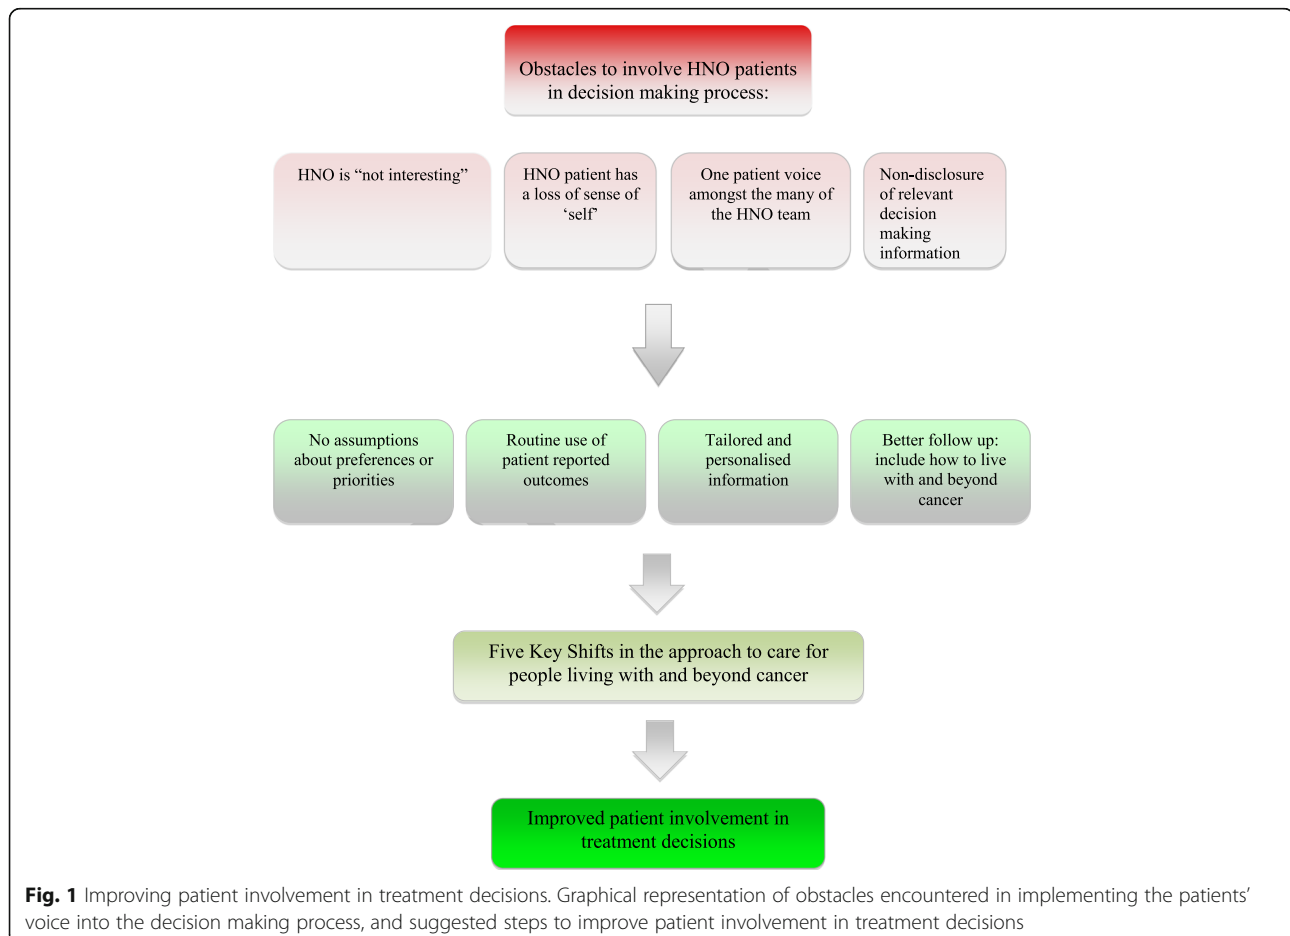 Obstacles to involve HNO patients
in decision making process:
HNO is “not interesting”
HNO patient has
a loss of sense of
‘self’
One patient voice
amongst the many of
the HNO team
Non-disclosure
of relevant
decision
making
information
No assumptions
about preferences or
priorities
Routine use of
patient reported
outcomes
Tailored and
personalised
information
Better follow up:
include how to live
with and beyond
cancer
Five Key Shifts in the approach to care for
people living with and beyond cancer
Improved patient involvement in
treatment decisions
Fig. 1 Improving patient involvement in treatment decisions. Graphical representation of obstacles encountered in implementing the patients’
voice into the decision making process, and suggested steps to improve patient involvement in treatment decisions